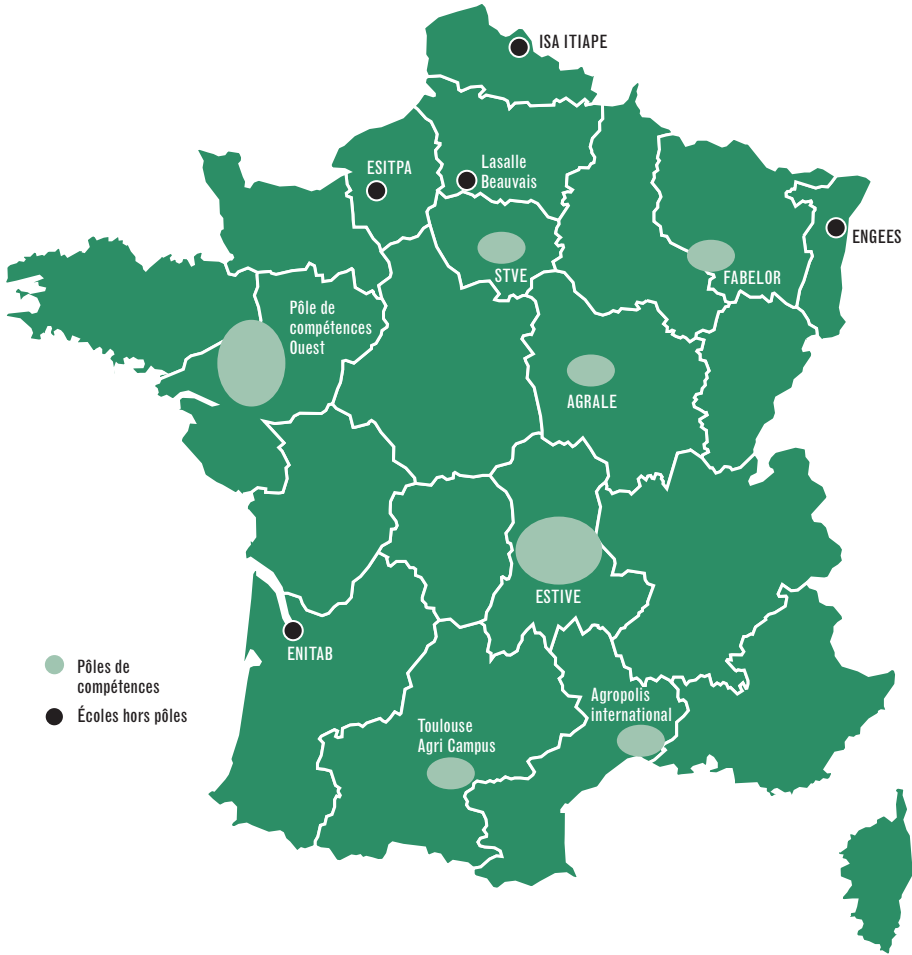 ISA ITIAPE
ESITPA
Lasalle
Beauvais
ENGEES
STVE
FABELOR
Pôle de
compétences
Ouest
AGRALE
ESTIVE
ENITAB
Pôles de
compétences
Écoles hors pôles
Agropolis
international
Toulouse
Agri Campus